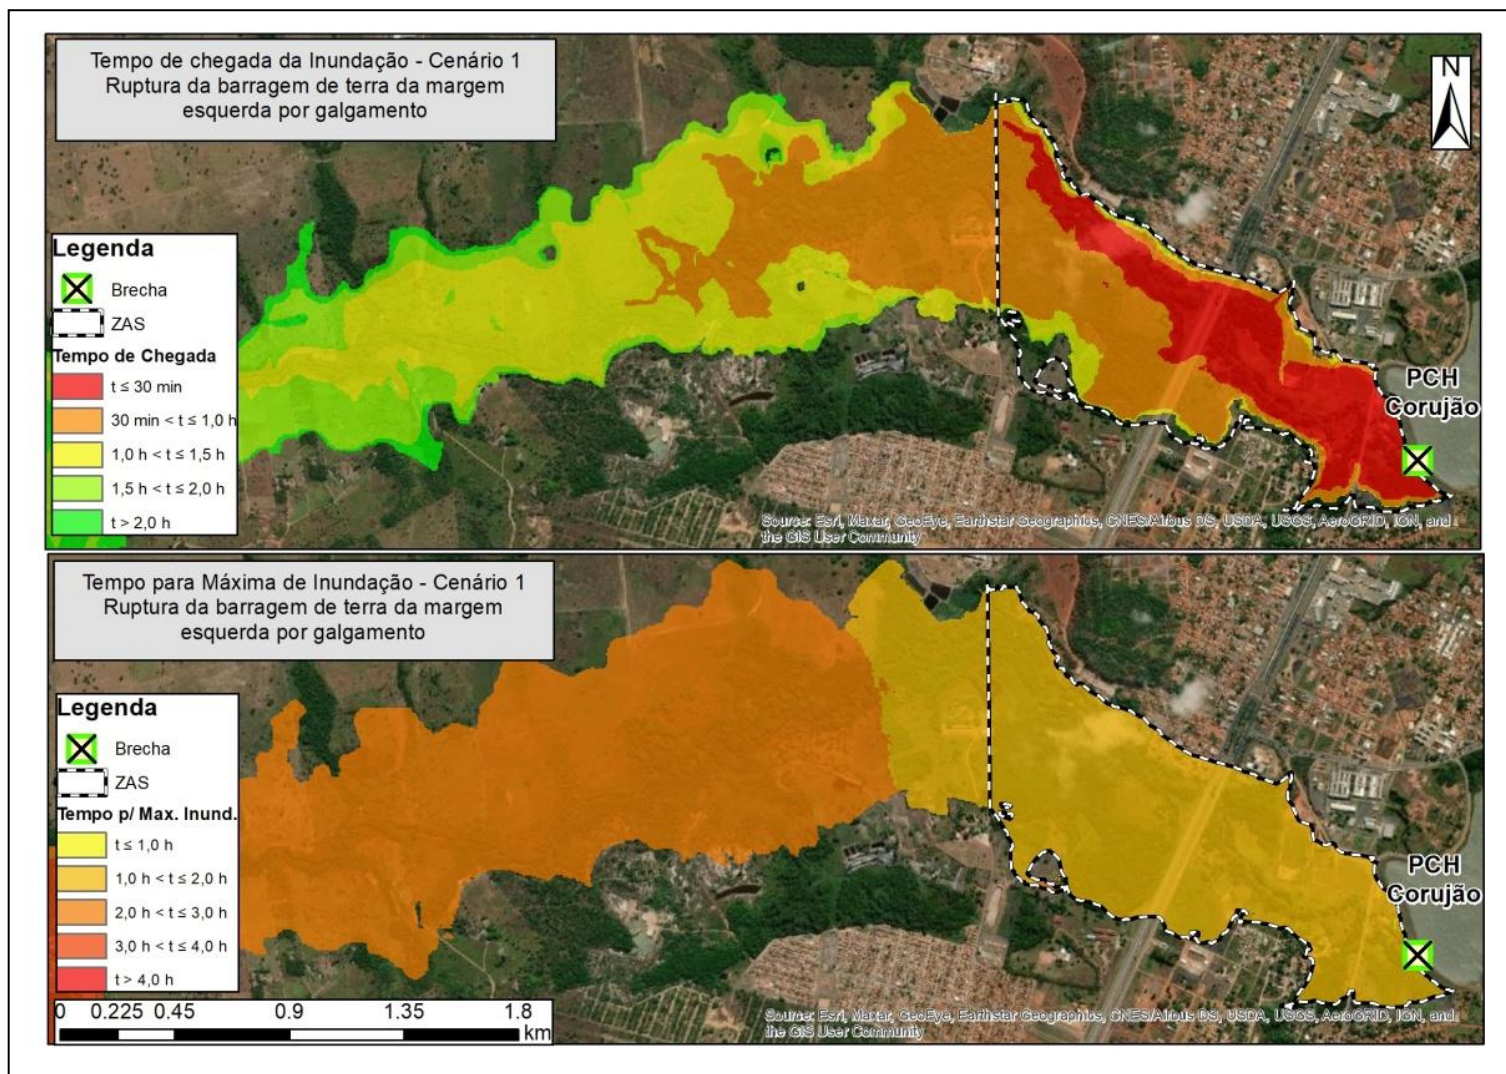 Tempo de chegada da Inundação - Cenário 1
Ruptura da barragem de terra da margem
esquerda por galgamento
N
Legenda
Brecha
ZAS
Tempo de Chegada
t ≤ 30 min
30 min < t ≤ 1,0 h
1,0 h < t ≤ 1,5 h
1,5 h < t ≤ 2,0 h
t > 2,0 h
PCH
Corujão
Source: Esri, Maxar, GeoEye, Earthstar Geographics, CNES/Airbus DS, USDA, USGS, AeroGRID, IGN, and
the GIS User Community
Tempo para Máxima de Inundação - Cenário 1
Ruptura da barragem de terra da margem
esquerda por galgamento
Legenda
Brecha
ZAS
Tempo p/ Max. Inund.
t ≤ 1,0 h
1,0 h < t ≤ 2,0 h
2,0 h < t ≤ 3,0 h
3,0 h < t ≤ 4,0 h
t > 4,0 h
PCH
Corujão
0 0.225 0.45 0.9 1.35 1.8
km
Source: Esri, Maxar, GeoEye, Earthstar Geographics, CNES/Airbus DS, USDA, USGS, AeroGRID, IGN, and
the GIS User Community